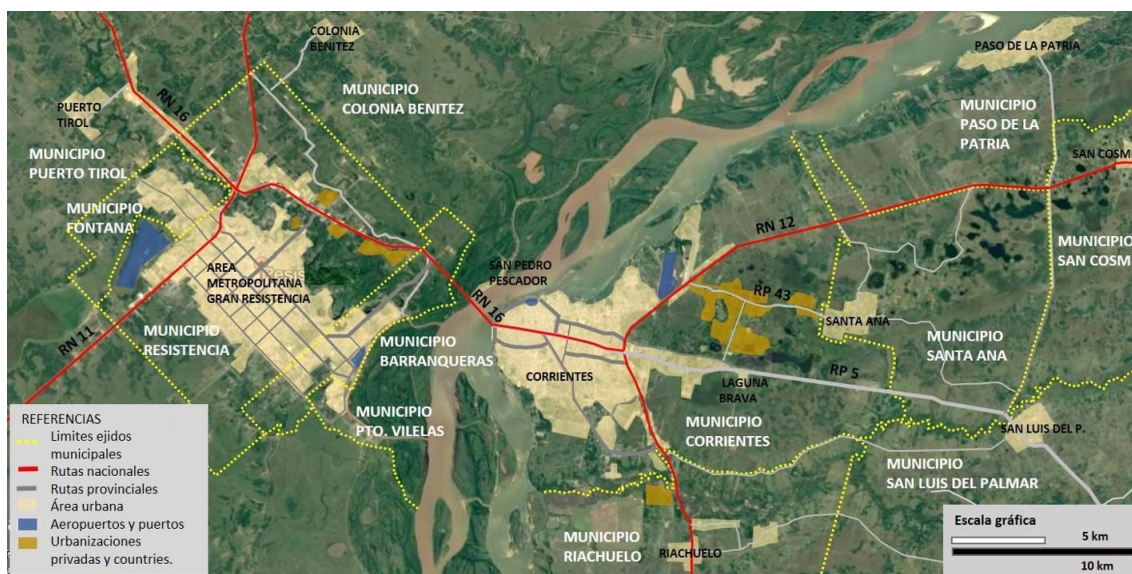 COLONIA
BENITEZ
PASO DE LA PATRIA
RN 16
MUNICIPIO
COLONIA BENITEZ
PUERTO
TIROL
MUNICIPIO
PASO DE LA
PATRIA
MUNICIPIO
PUERTO TIROL
SAN COSM
MUNICIPIO
FONTANA
RN 12
MUNICIPIO
SAN COSM
AREA
METROPOLITANA
GRAN RESISTENCIA
SAN PEDRO
PESCADOR
RN 16
RP 43
SANTA ANA
RN 11
MUNICIPIO
RESISTENCIA
MUNICIPIO
BARRANQUERAS
MUNICIPIO
SANTA ANA
CORRIENTES
LAGUNA
BRAVA
RP 5
MUNICIPIO
PTO. VILELAS
MUNICIPIO
CORRIENTES
SAN LUIS DEL P.
MUNICIPIO
SAN LUIS DEL PALMAR
MUNICIPIO
RIACHUELO
RIACHUELO
REFERENCIAS
Limites ejidos
municipales
Rutas nacionales
Rutas provinciales
Área urbana
Aeropuertos y puertos
Urbanizaciones
privadas y countries.
Escala gráfica
5 km
10 km